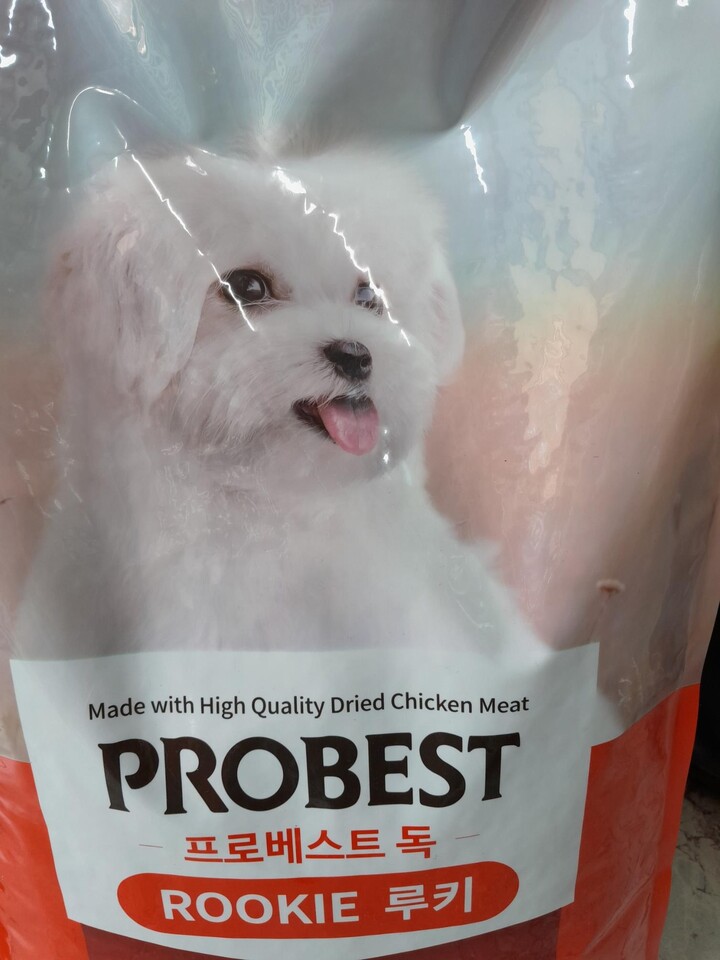 Made with High Quality Dried Chicken Meat
PROBEST
프로베스트 독
ROOKIE 루키